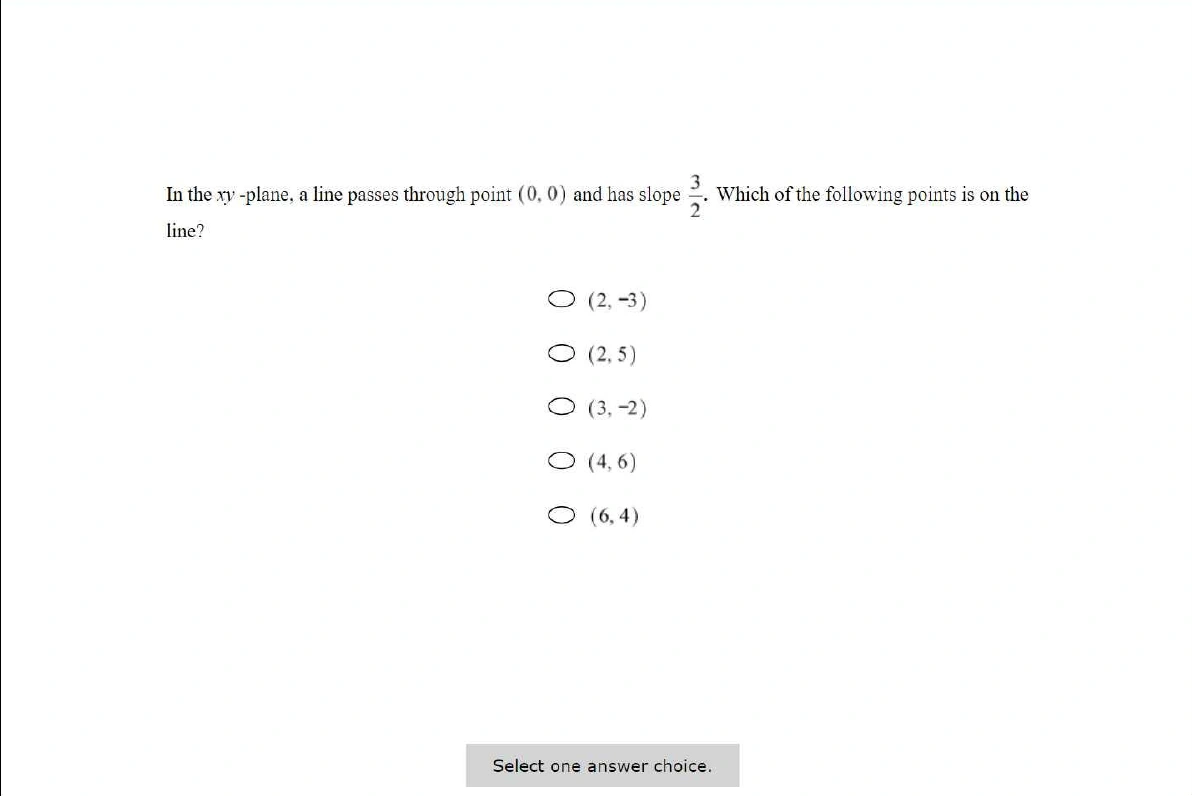 In the xy -plane, a line passes through point (0, 0) and has slope 3/2. Which of the following points is on the
line?
(2, −3)
(2, 5)
(3, −2)
(4, 6)
(6, 4)
Select one answer choice.